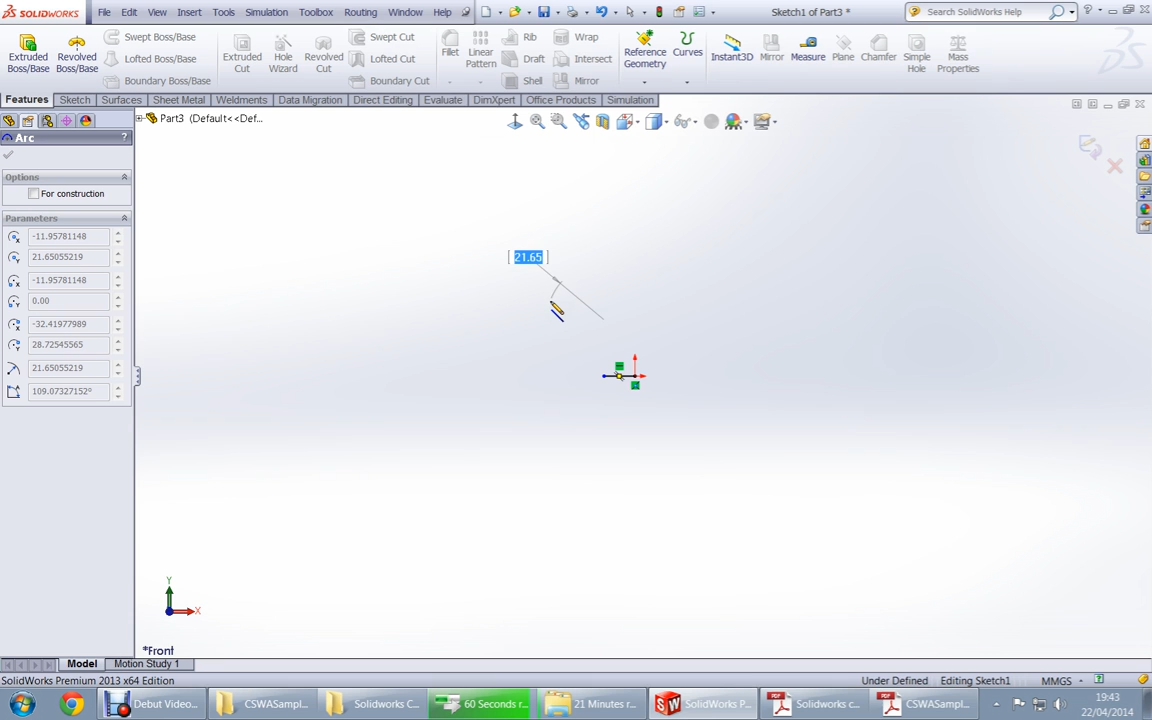 SOLIDWORKS File Edit View Insert Tools Simulation Toolbox Routing Window Help Sketch1 of Part3 * Search SolidWorks Help
Extruded Boss/Base
Revolved Boss/Base
Swept Boss/Base
Lofted Boss/Base
Boundary Boss/Base
Extruded Cut
Hole Wizard
Revolved Cut
Swept Cut
Lofted Cut
Boundary Cut
Fillet
Linear Pattern
Rib
Draft
Shell
Wrap
Intersect
Mirror
Reference Geometry
Curves
Instant3D
Mirror
Measure
Plane
Chamfer
Simple Hole
Mass Properties
Features Sketch Surfaces Sheet Metal Weldments Data Migration Direct Editing Evaluate DimXpert Office Products Simulation
Part3 (Default<<Def...
Arc ?
Options
For construction
Parameters
-11.95781148
21.65055219
-11.95781148
0.00
-32.41977989
28.72545565
21.65055219
109.07327152°
21.65
Y
X
*Front
Model Motion Study 1
SolidWorks Premium 2013 x64 Edition Under Defined Editing Sketch1 MMGS
Debut Video... CSWASampl... Solidworks C... 60 Seconds r... 21 Minutes r... SolidWorks P... Solidworks c... CSWASampl... 19:43
22/04/2014